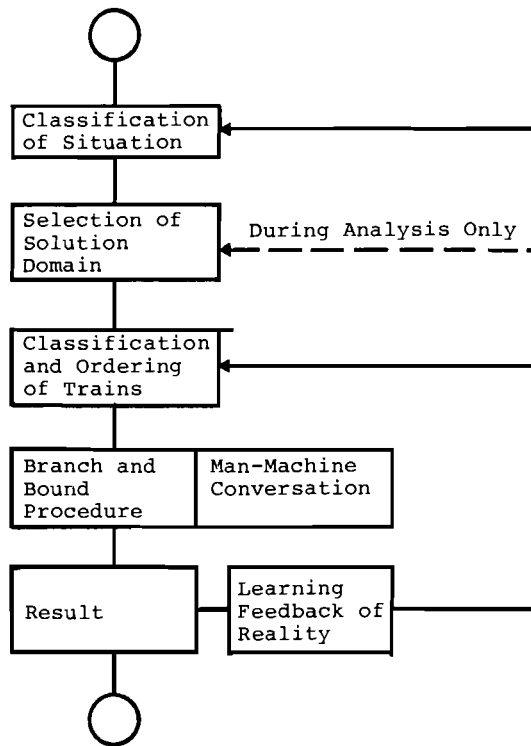 Classification
of Situation
Selection of
Solution
Domain
During Analysis Only
Classification
and Ordering
of Trains
Branch and
Bound
Procedure
Man-Machine
Conversation
Result
Learning
Feedback of
Reality